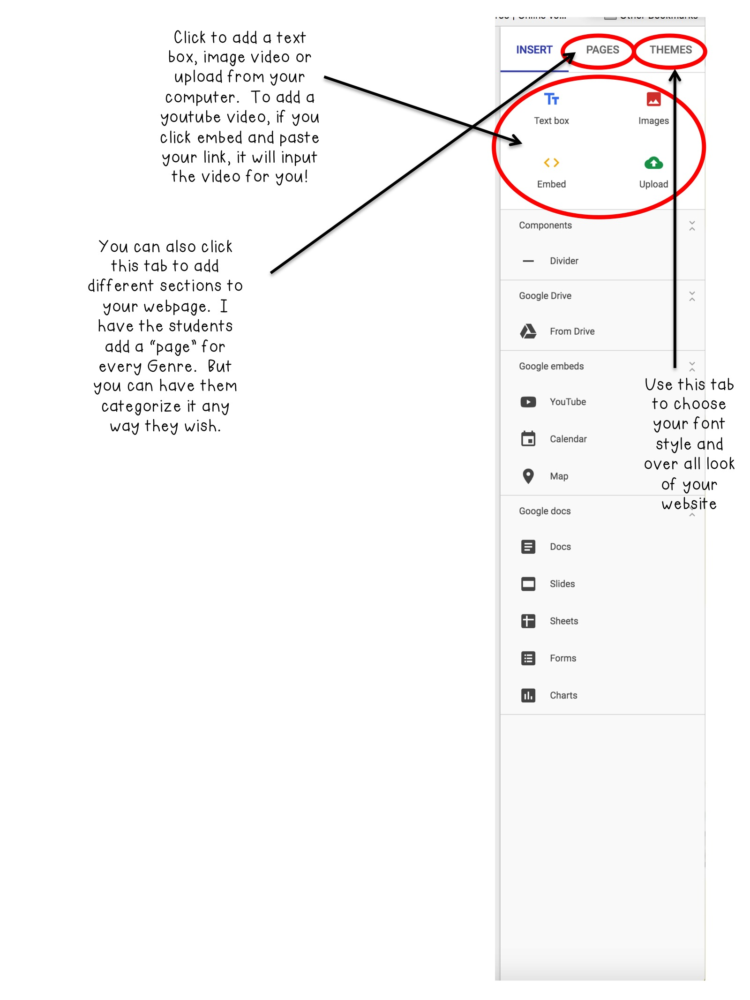 Click to add a text
box, image video or
upload from your
computer.  To add a
youtube video, if you
click embed and paste
your link, it will input
the video for you!
You can also click
this tab to add
different sections to
your webpage.  I
have the students
add a “page” for
every Genre.  But
you can have them
categorize it any
way they wish.
Other Bookmarks
INSERT PAGES THEMES
Text box Images
Embed Upload
Components
Divider
Google Drive
From Drive
Google embeds
YouTube
Calendar
Map
Google docs
Docs
Slides
Sheets
Forms
Charts
Use this tab
to choose
your font
style and
over all look
of your
website